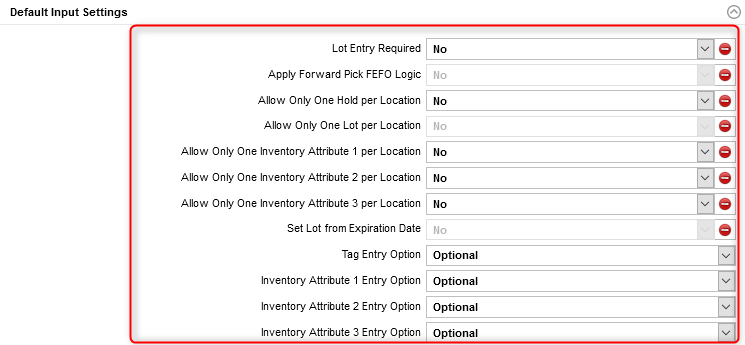 Default Input Settings
Lot Entry Required No
Apply Forward Pick FEFO Logic No
Allow Only One Hold per Location No
Allow Only One Lot per Location No
Allow Only One Inventory Attribute 1 per Location No
Allow Only One Inventory Attribute 2 per Location No
Allow Only One Inventory Attribute 3 per Location No
Set Lot from Expiration Date No
Tag Entry Option Optional
Inventory Attribute 1 Entry Option Optional
Inventory Attribute 2 Entry Option Optional
Inventory Attribute 3 Entry Option Optional